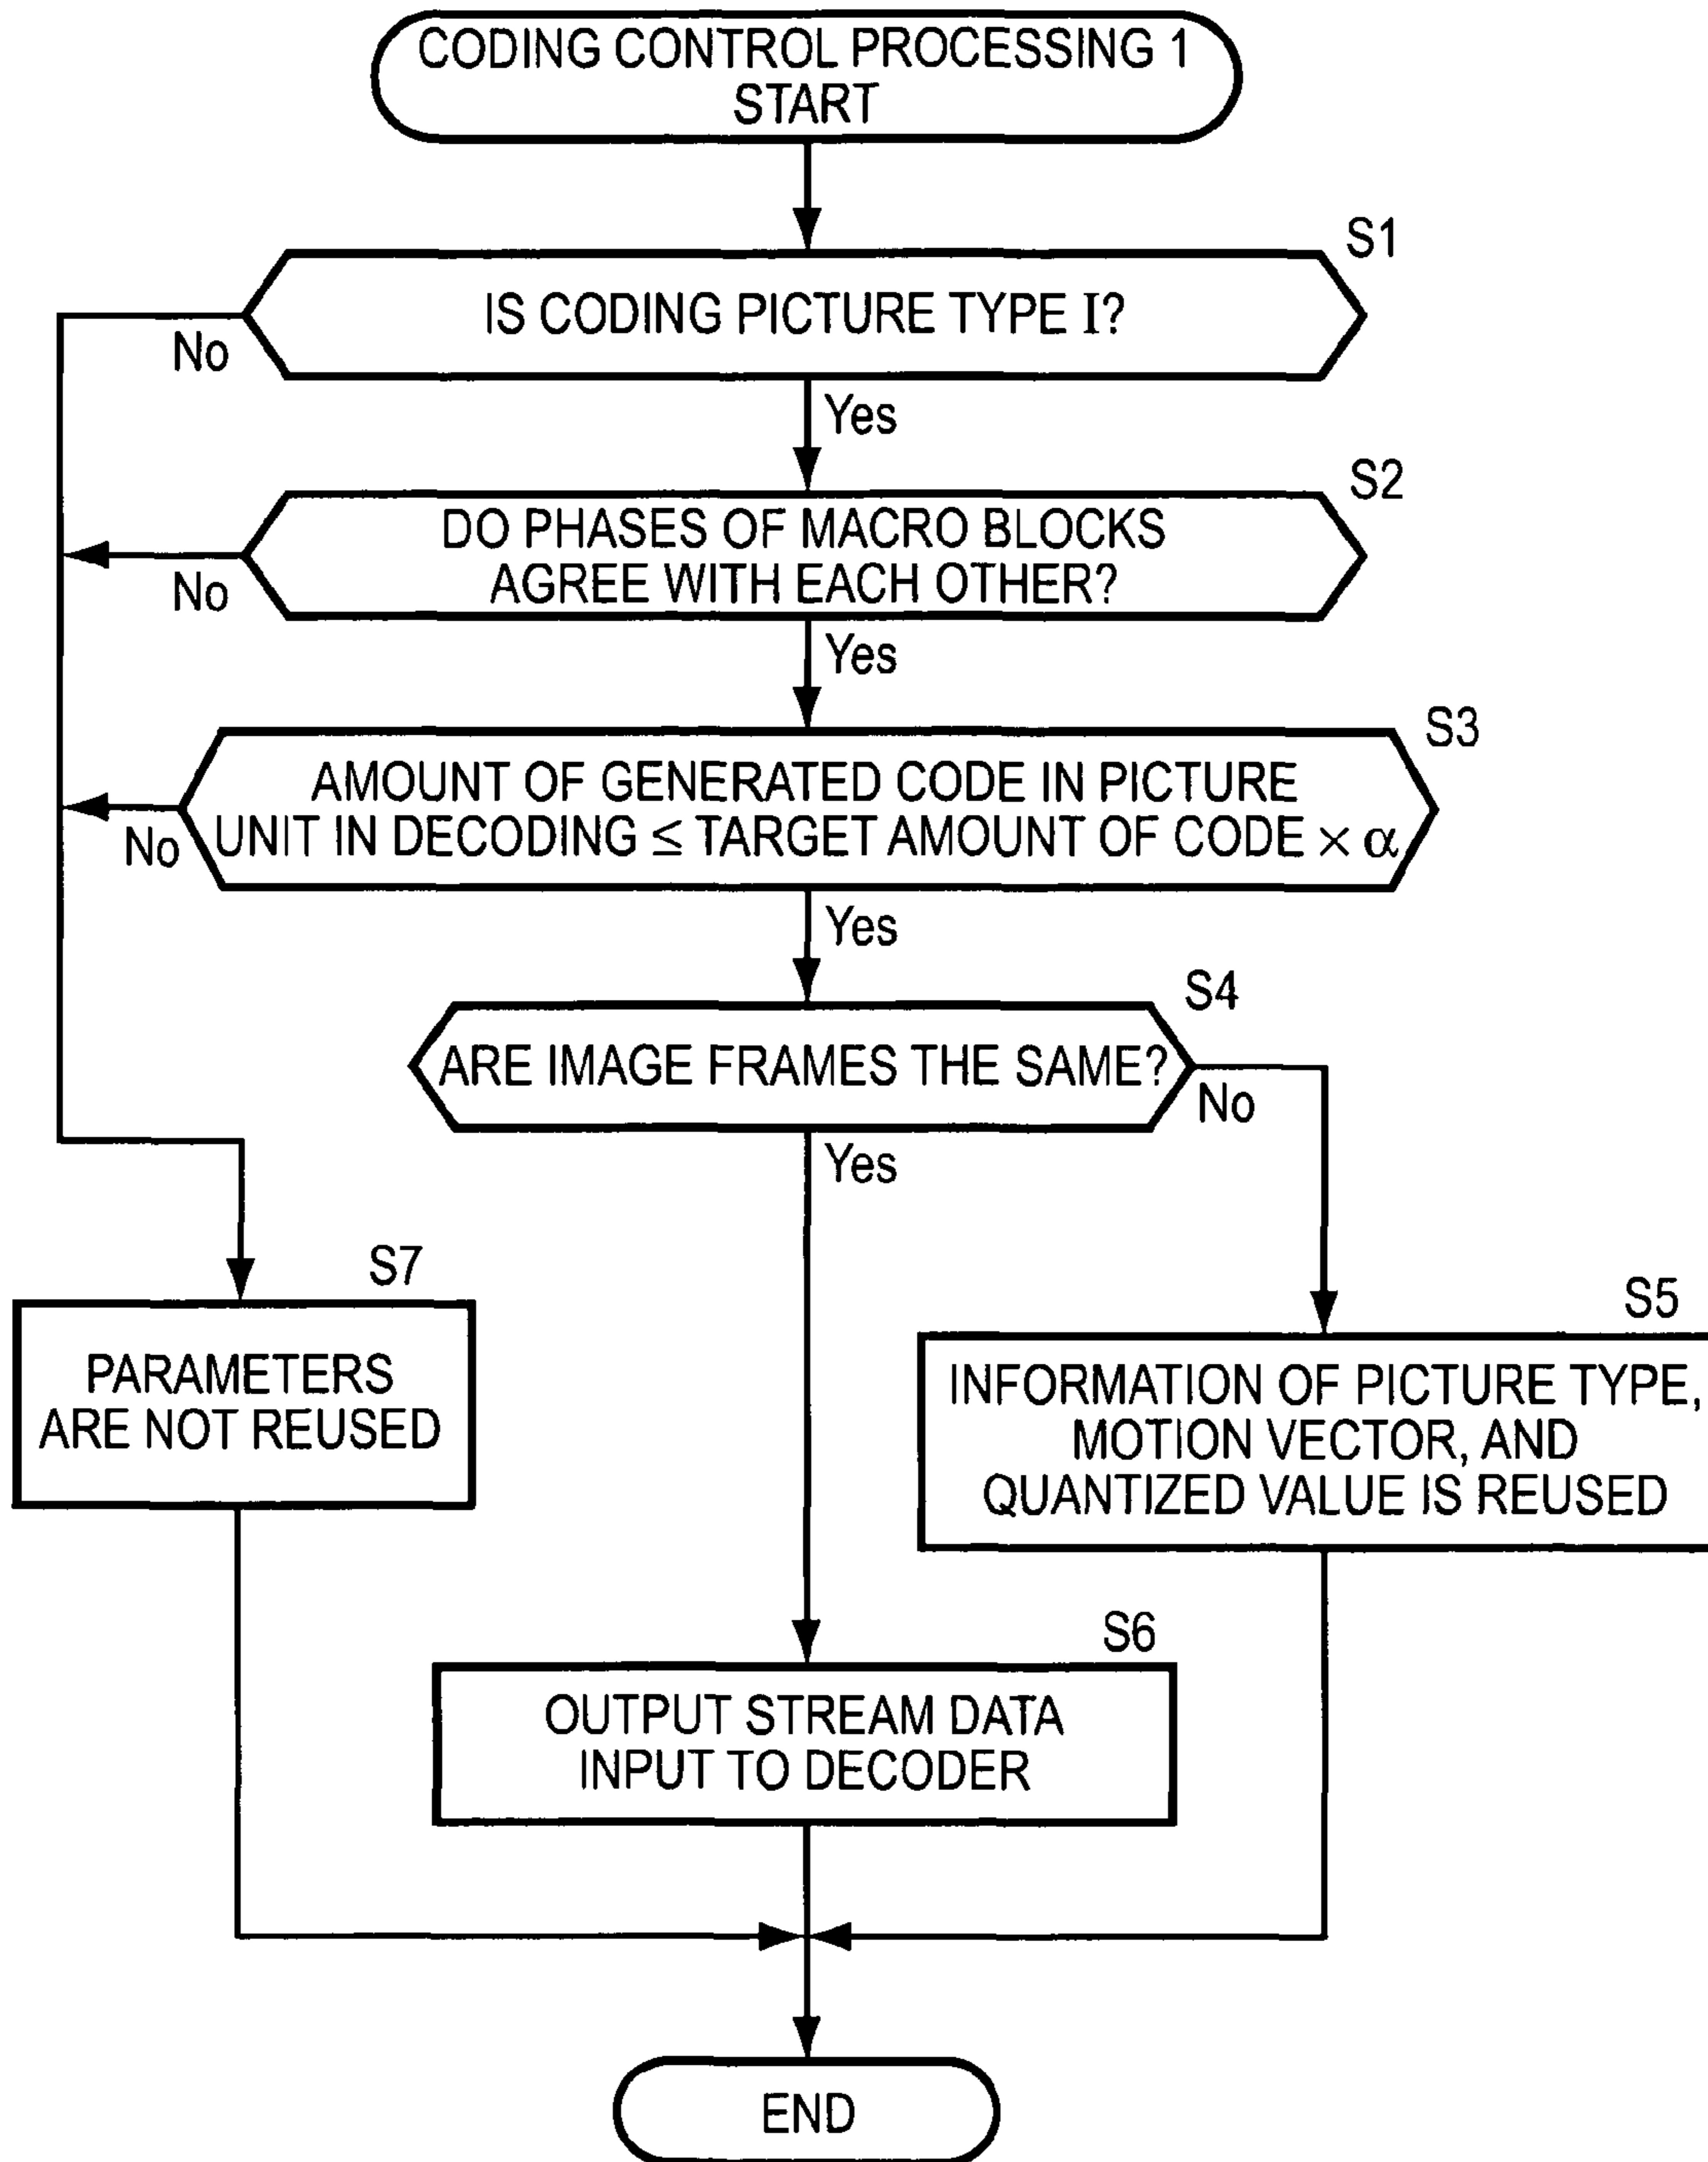 CODING CONTROL PROCESSING 1
START
S1
IS CODING PICTURE TYPE I?
No
Yes
S2
DO PHASES OF MACRO BLOCKS
AGREE WITH EACH OTHER?
No
Yes
S3
AMOUNT OF GENERATED CODE IN PICTURE
UNIT IN DECODING ≤ TARGET AMOUNT OF CODE × α
No
Yes
S4
ARE IMAGE FRAMES THE SAME?
No
Yes
S7
PARAMETERS
ARE NOT REUSED
S5
INFORMATION OF PICTURE TYPE,
MOTION VECTOR, AND
QUANTIZED VALUE IS REUSED
S6
OUTPUT STREAM DATA
INPUT TO DECODER
END